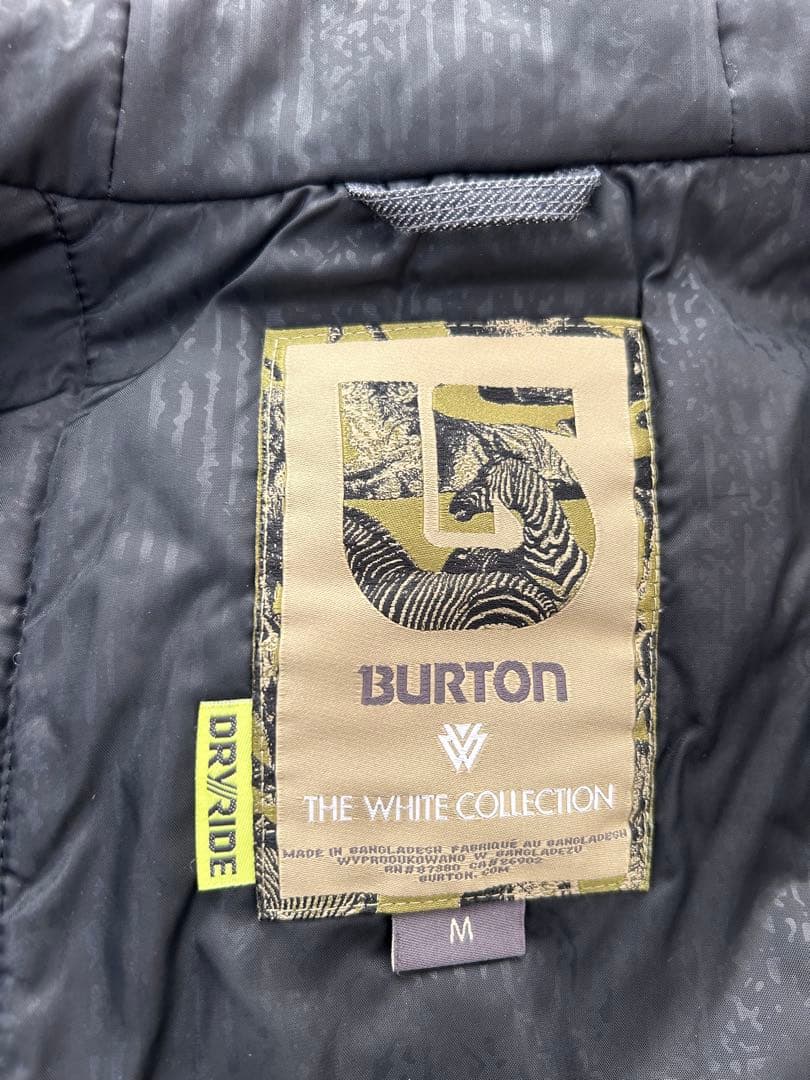 BURTON
THE WHITE COLLECTION
MADE IN BANGLADESH FABRIQUÉ AU BANGLADESH
WYPRODUKOWANO W BANGLADEZU
RN#87380 CA#26902
BURTON.COM
DRY//RIDE
M